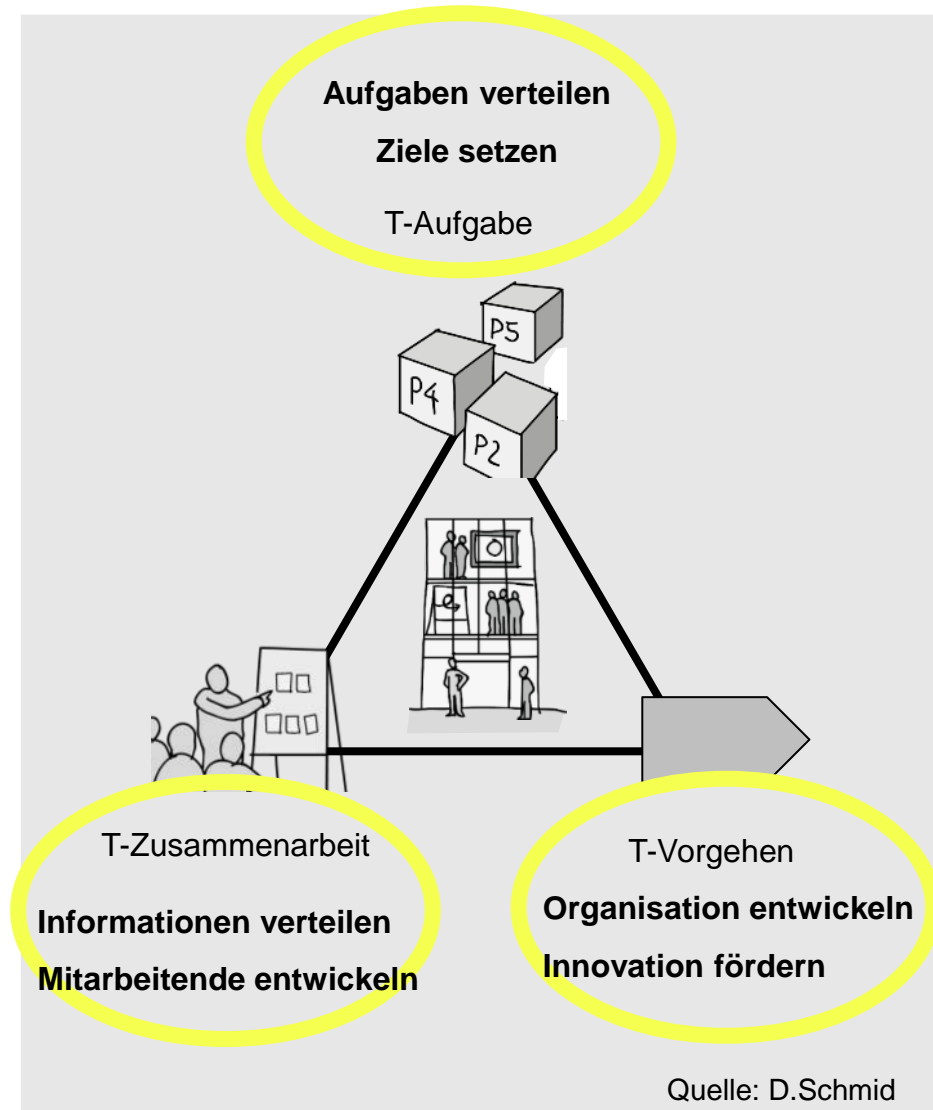 Aufgaben verteilen
Ziele setzen
T-Aufgabe
P5
P4
P2
T-Zusammenarbeit
Informationen verteilen
Mitarbeitende entwickeln
T-Vorgehen
Organisation entwickeln
Innovation fördern
Quelle: D.Schmid